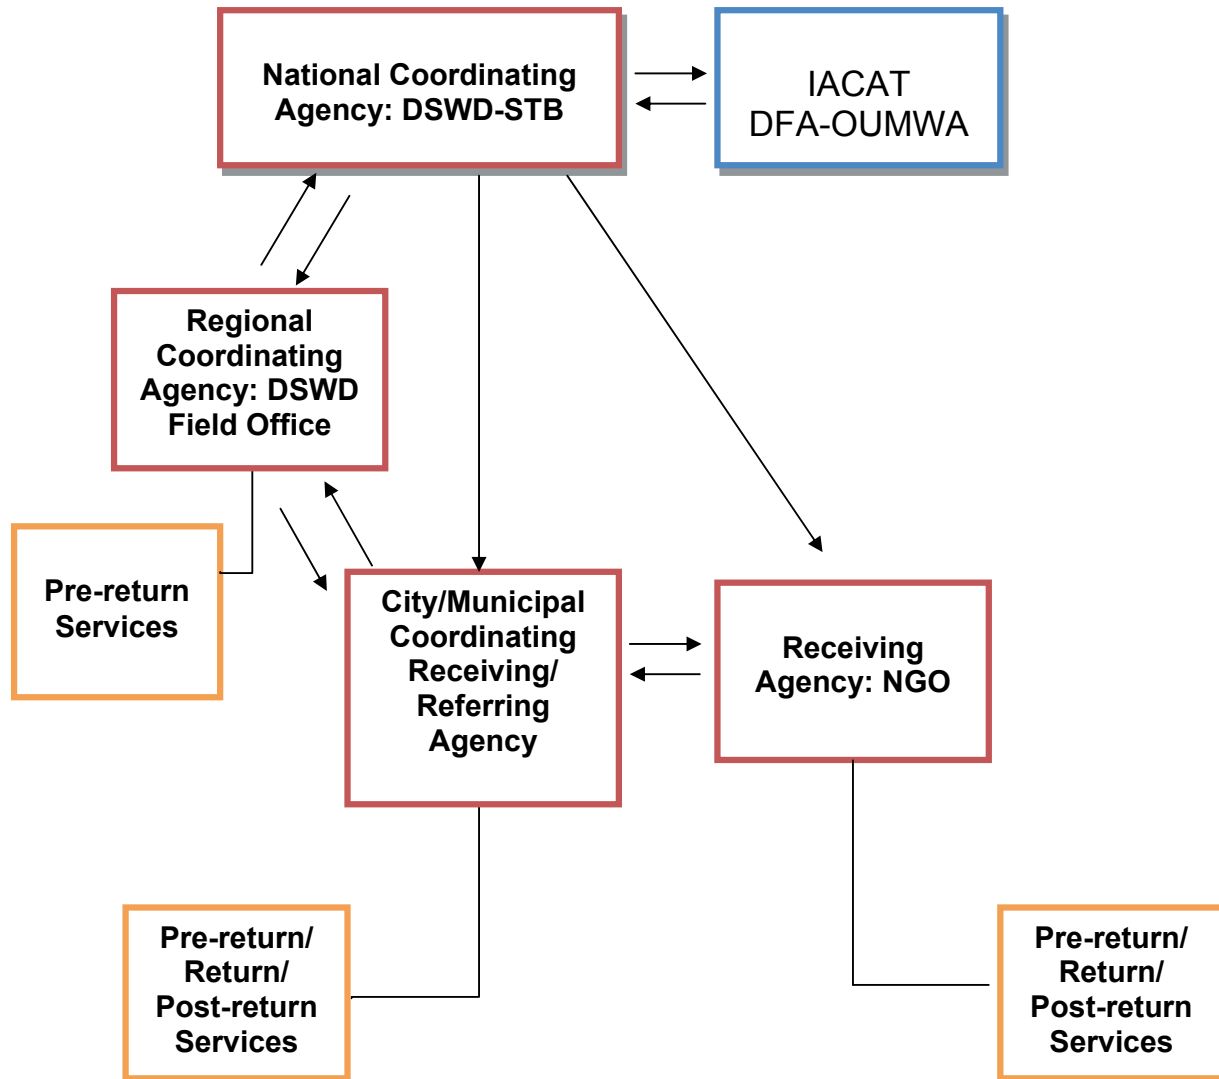 National Coordinating
Agency: DSWD-STB
IACAT
DFA-OUMWA
Regional
Coordinating
Agency: DSWD
Field Office
Pre-return
Services
City/Municipal
Coordinating
Receiving/
Referring
Agency
Receiving
Agency: NGO
Pre-return/
Return/
Post-return
Services
Pre-return/
Return/
Post-return
Services